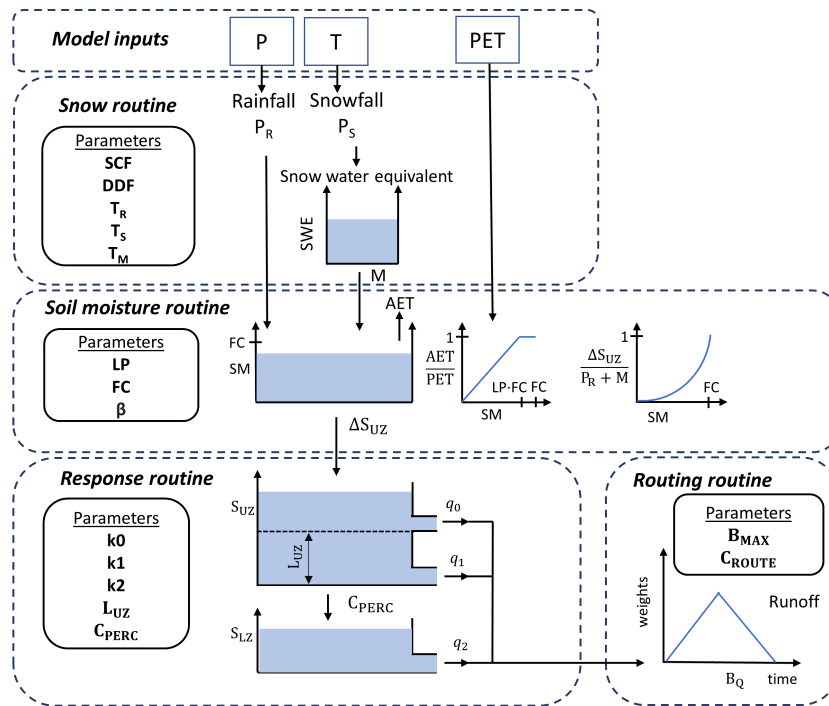 Model inputs
P
T
PET
Snow routine
Rainfall
P_R
Snowfall
P_S
Parameters
SCF
DDF
T_R
T_S
T_M
Snow water equivalent
SWE
M
Soil moisture routine
Parameters
LP
FC
β
AET
FC
SM
1
AET
PET
LP·FC FC
SM
1
ΔS_UZ
P_R + M
FC
SM
ΔS_UZ
Response routine
Parameters
k0
k1
k2
L_UZ
C_PERC
S_UZ
L_UZ
q_0
q_1
C_PERC
S_LZ
q_2
Routing routine
Parameters
B_MAX
C_ROUTE
weights
Runoff
B_Q
time